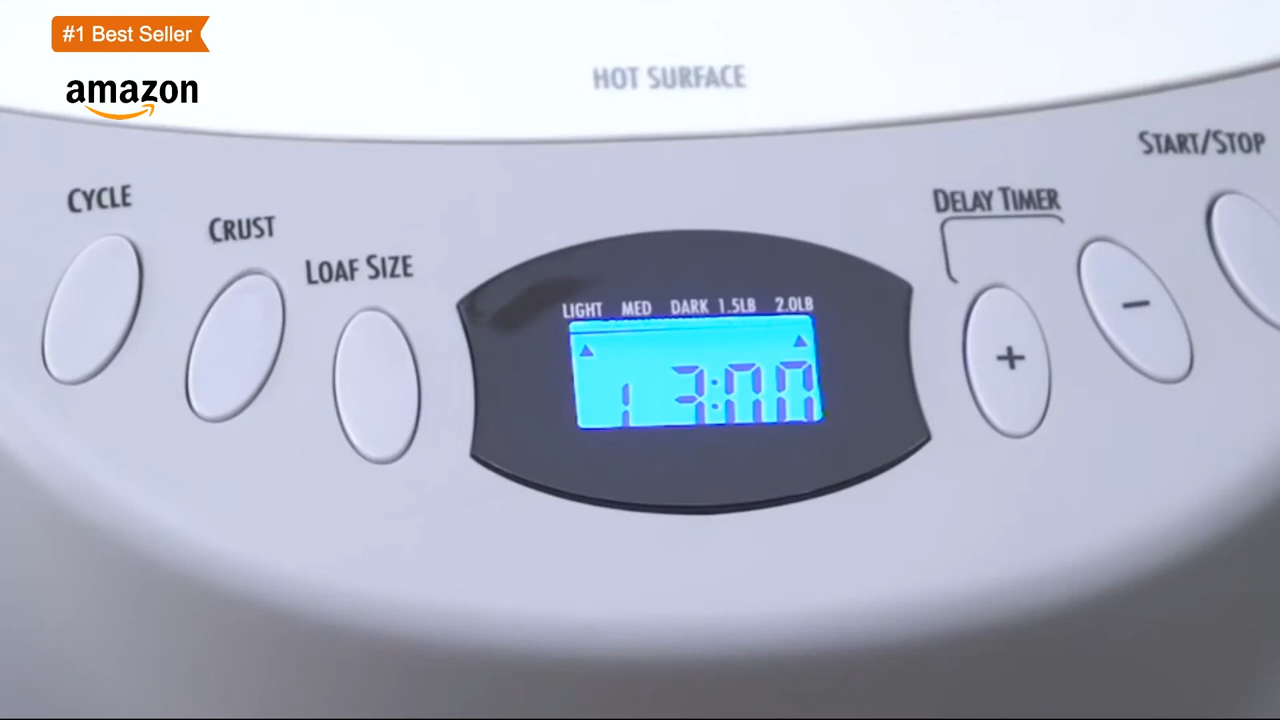 #1 Best Seller
amazon
HOT SURFACE
START/STOP
CYCLE
CRUST
LOAF SIZE
DELAY TIMER
LIGHT MED DARK 1.5LB 2.0LB
1 3:00
+
−